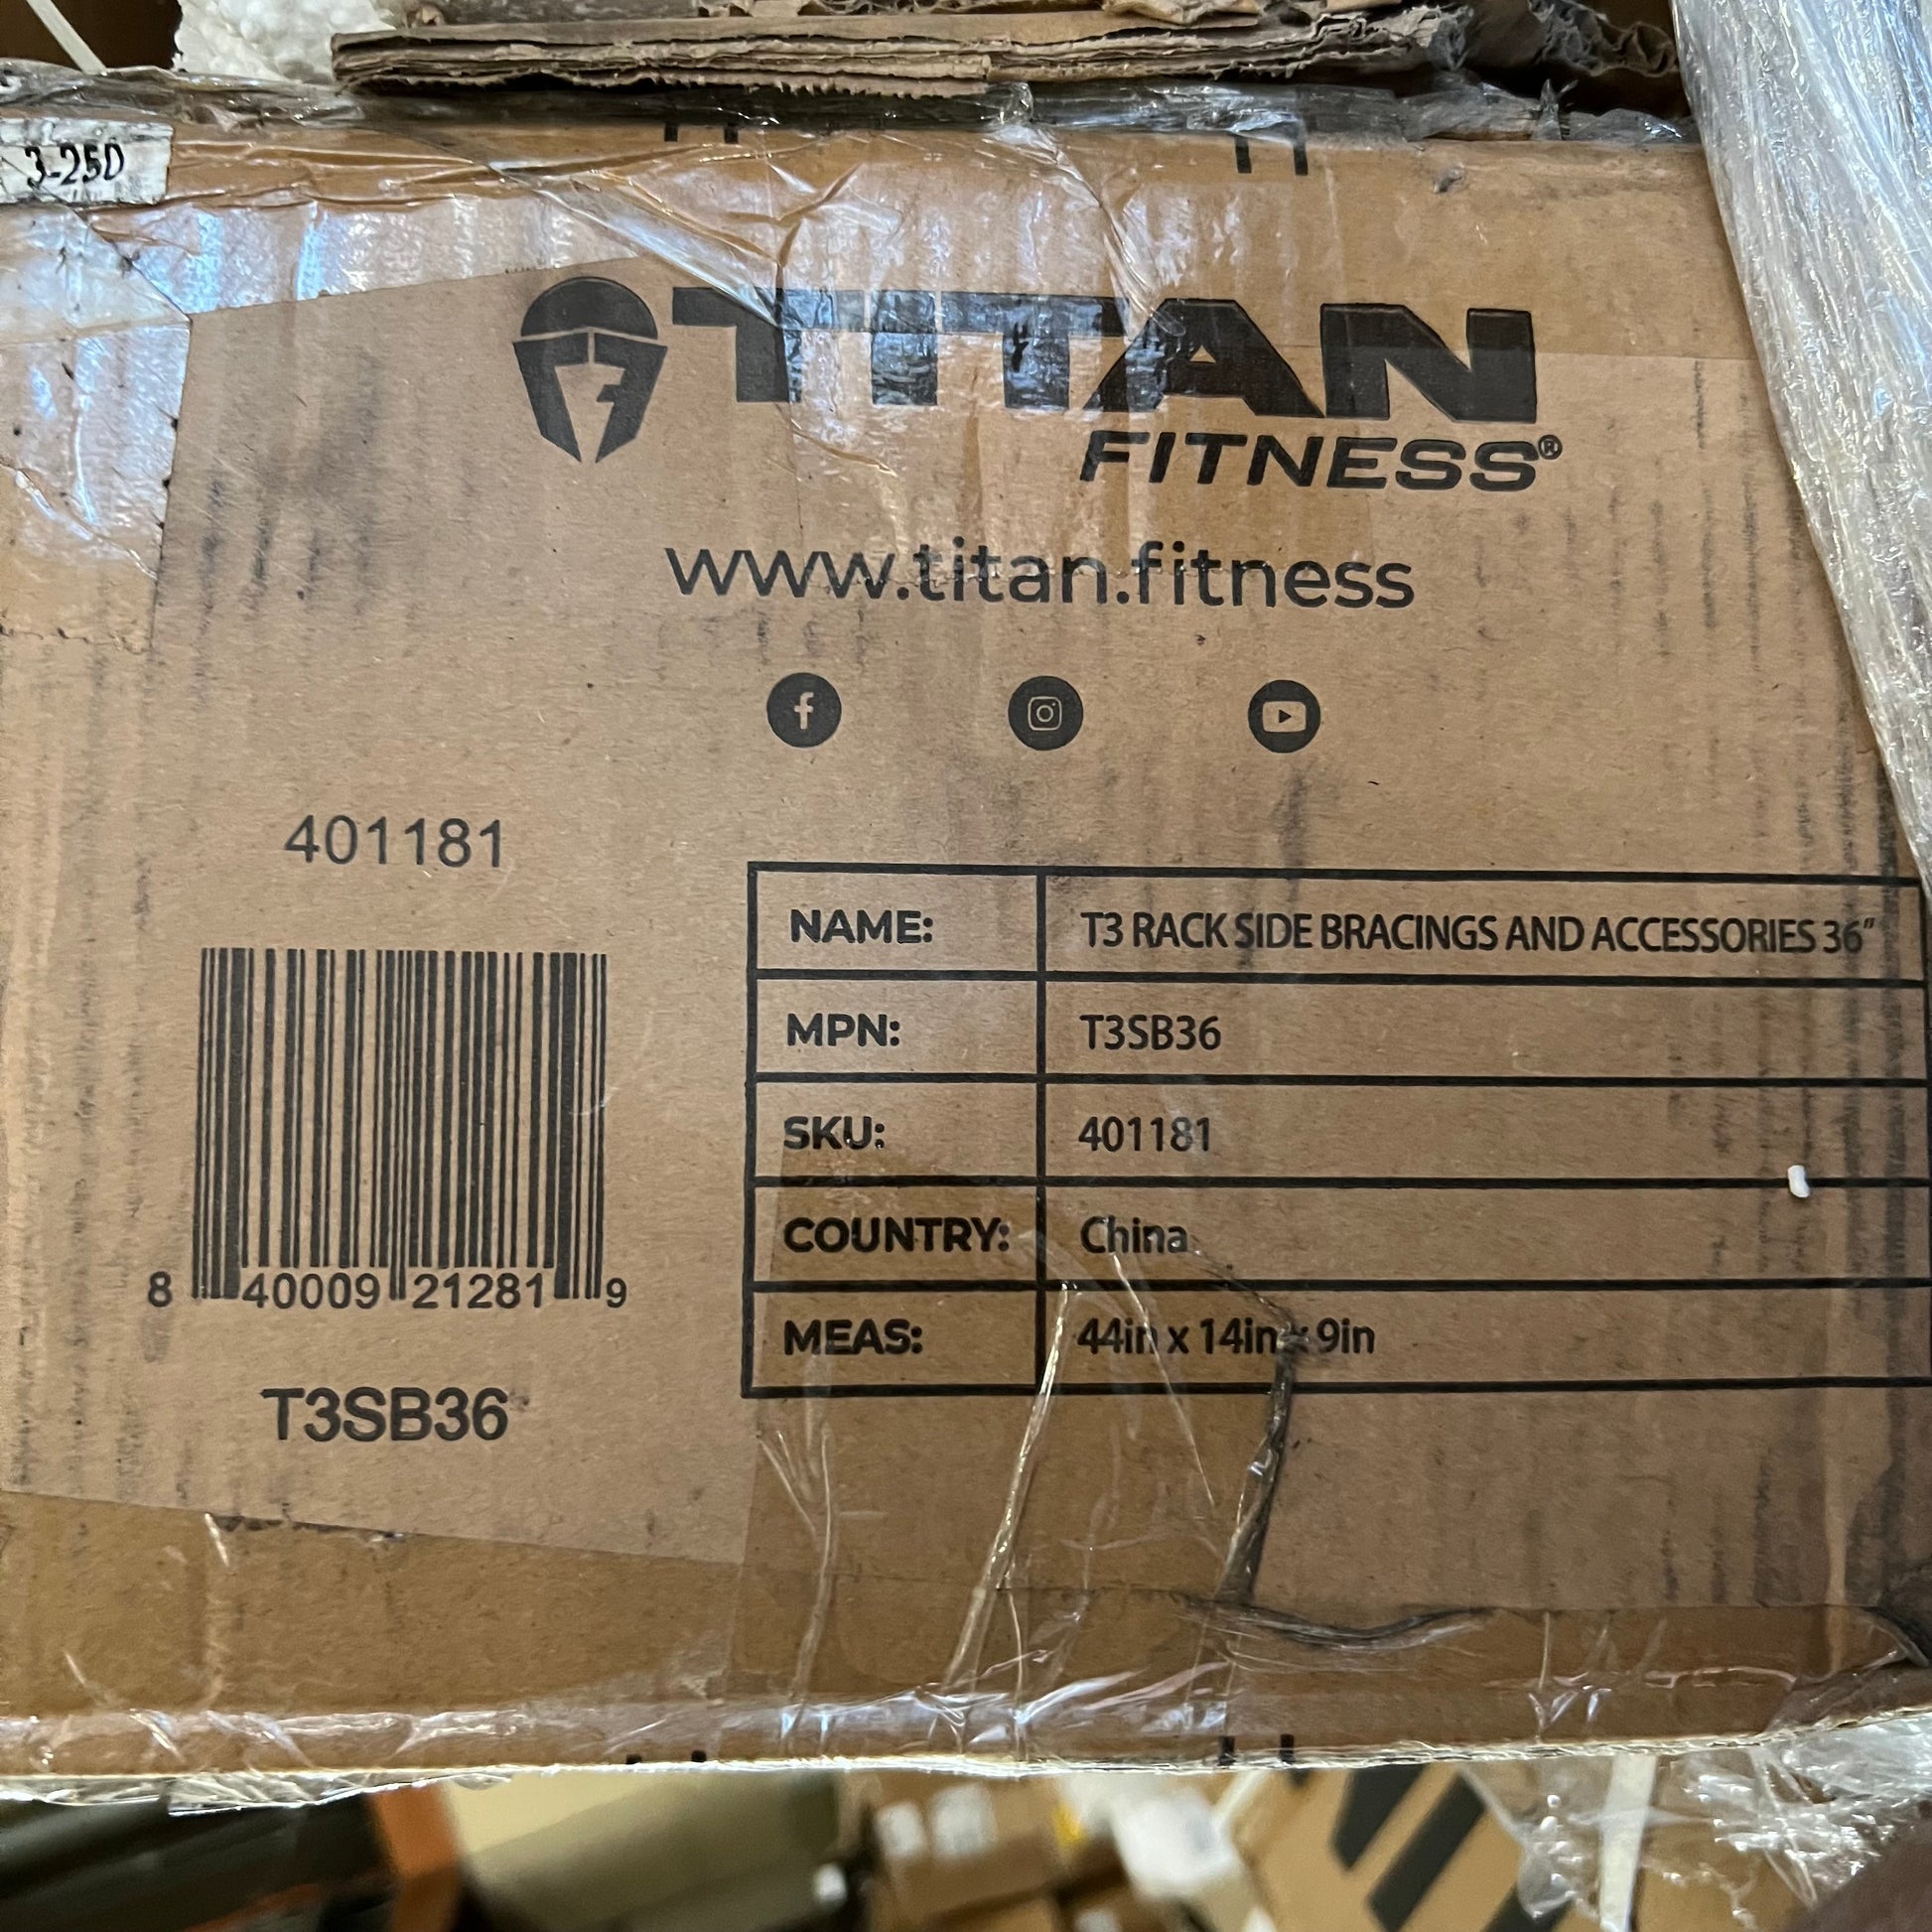 3-25D
TITAN
FITNESS®
www.titan.fitness
401181
NAME: T3 RACK SIDE BRACINGS AND ACCESSORIES 36"
MPN: T3SB36
SKU: 401181
COUNTRY: China
MEAS: 44in x 14in x 9in
8 40009 21281 9
T3SB36